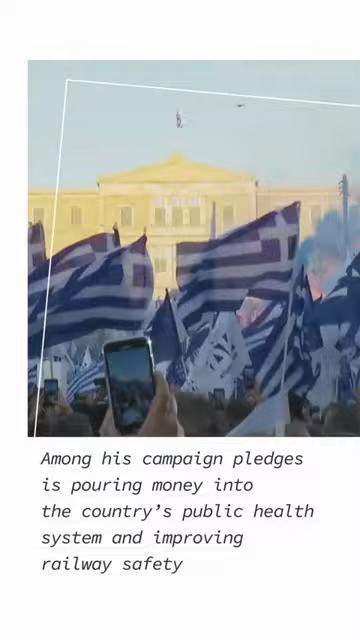 Among his campaign pledges
is pouring money into
the country’s public health
system and improving
railway safety